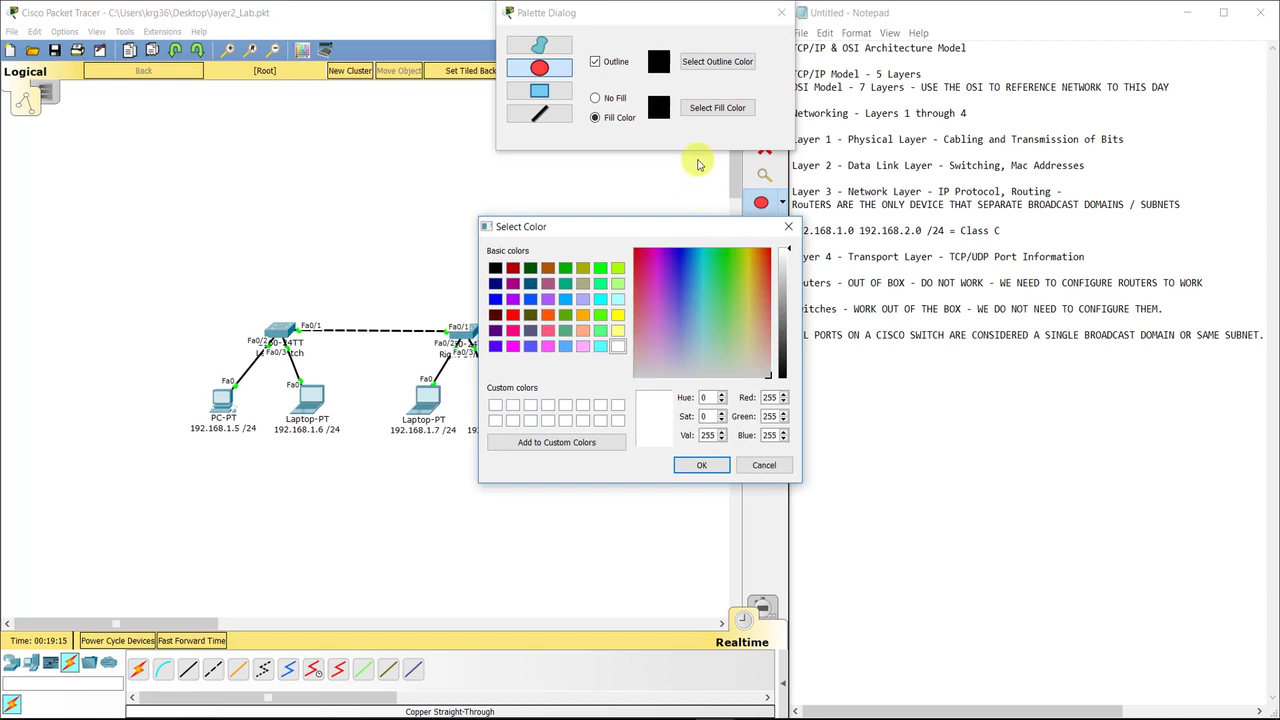 Cisco Packet Tracer - C:\Users\krg36\Desktop\layer2_Lab.pkt
File Edit Options View Tools Extensions Help
Logical
Back
[Root]
New Cluster
Move Object
Set Tiled Back
Palette Dialog
Outline
Select Outline Color
No Fill
Fill Color
Select Fill Color
Select Color
Basic colors
Custom colors
Add to Custom Colors
Hue: 0
Red: 255
Sat: 0
Green: 255
Val: 255
Blue: 255
OK
Cancel
Fa0/1
Fa0/1
Fa0/2
Fa0/3
Fa0/2
Fa0/3
Fa0
Fa0
Fa0
PC-PT
192.168.1.5 /24
Laptop-PT
192.168.1.6 /24
Laptop-PT
192.168.1.7 /24
Time: 00:19:15
Power Cycle Devices
Fast Forward Time
Realtime
Copper Straight-Through
Untitled - Notepad
File Edit Format View Help
TCP/IP & OSI Architecture Model
TCP/IP Model - 5 Layers
OSI Model - 7 Layers - USE THE OSI TO REFERENCE NETWORK TO THIS DAY
Networking - Layers 1 through 4
Layer 1 - Physical Layer - Cabling and Transmission of Bits
Layer 2 - Data Link Layer - Switching, Mac Addresses
Layer 3 - Network Layer - IP Protocol, Routing -
RouTERS ARE THE ONLY DEVICE THAT SEPARATE BROADCAST DOMAINS / SUBNETS
.168.1.0 192.168.2.0 /24 = Class C
Layer 4 - Transport Layer - TCP/UDP Port Information
outers - OUT OF BOX - DO NOT WORK - WE NEED TO CONFIGURE ROUTERS TO WORK
itches - WORK OUT OF THE BOX - WE DO NOT NEED TO CONFIGURE THEM.
L PORTS ON A CISCO SWITCH ARE CONSIDERED A SINGLE BROADCAST DOMAIN OR SAME SUBNET.